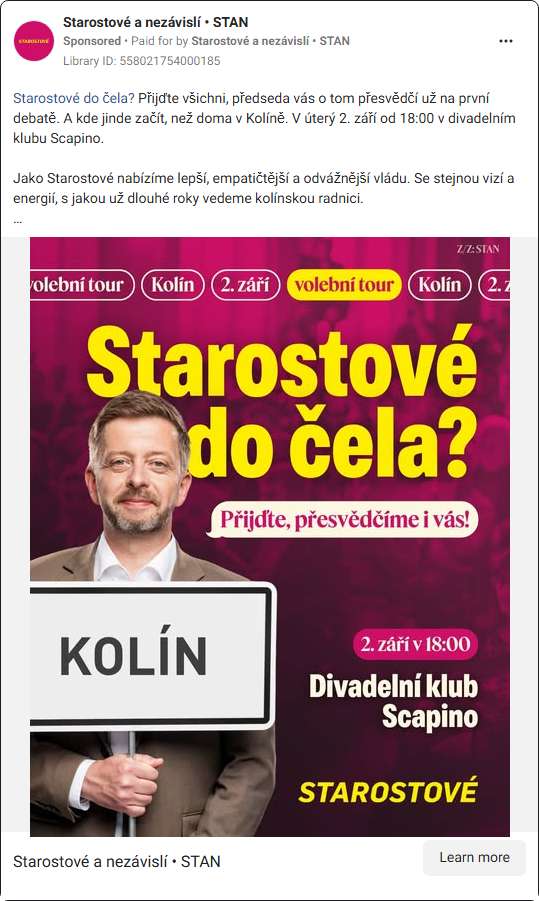 Starostové a nezávislí • STAN
Sponsored • Paid for by Starostové a nezávislí • STAN
Library ID: 558021754000185
Starostové do čela? Přijďte všichni, předseda vás o tom přesvědčí už na první
debatě. A kde jinde začít, než doma v Kolíně. V úterý 2. září od 18:00 v divadelním
klubu Scapino.
Jako Starostové nabízíme lepší, empatičtější a odvážnější vládu. Se stejnou vizí a
energií, s jakou už dlouhé roky vedeme kolínskou radnici.
...
Z/Z: STAN
volební tour Kolín 2. září volební tour Kolín 2. z
Starostové
do čela?
Přijďte, přesvědčíme i vás!
KOLÍN
2. září v 18:00
Divadelní klub
Scapino
STAROSTOVÉ
Starostové a nezávislí • STAN
Learn more